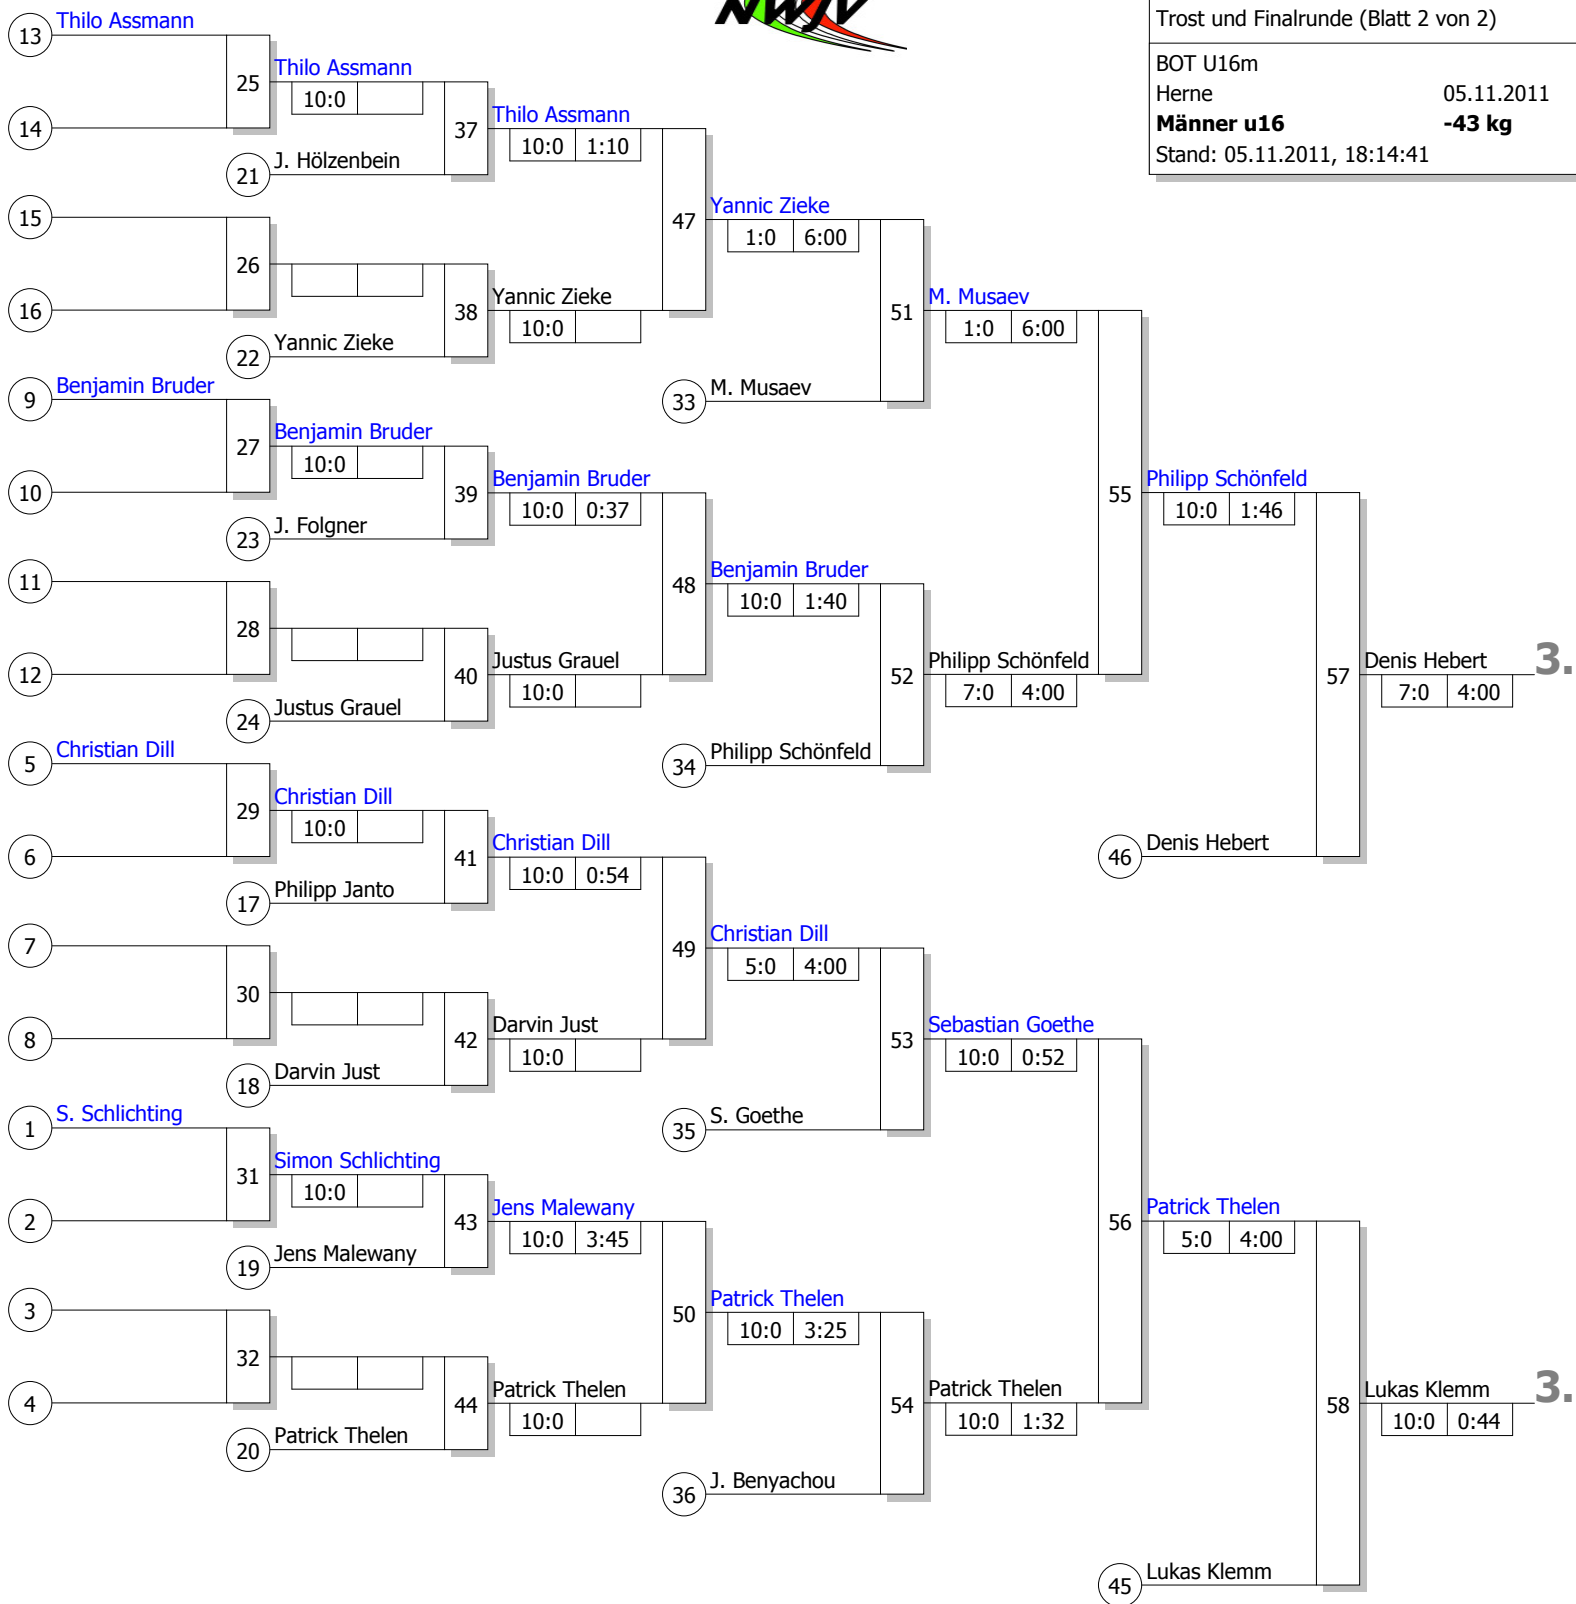 NWJV
Trost und Finalrunde (Blatt 2 von 2)
BOT U16m
Herne 05.11.2011
Männer u16 -43 kg
Stand: 05.11.2011, 18:14:41
13 Thilo Assmann
25 Thilo Assmann
10:0
14
37 Thilo Assmann
10:0 1:10
21 J. Hölzenbein
15
47 Yannic Zieke
1:0 6:00
26
16
38 Yannic Zieke
10:0
22 Yannic Zieke
51 M. Musaev
1:0 6:00
33 M. Musaev
9 Benjamin Bruder
27 Benjamin Bruder
10:0
10
39 Benjamin Bruder
10:0 0:37
23 J. Folgner
55 Philipp Schönfeld
10:0 1:46
11
48 Benjamin Bruder
10:0 1:40
28
12
40 Justus Grauel
10:0
24 Justus Grauel
52 Philipp Schönfeld
7:0 4:00
57 Denis Hebert 3.
7:0 4:00
34 Philipp Schönfeld
5 Christian Dill
29 Christian Dill
10:0
6
41 Christian Dill
10:0 0:54
46 Denis Hebert
17 Philipp Janto
7
49 Christian Dill
5:0 4:00
30
8
42 Darvin Just
10:0
18 Darvin Just
53 Sebastian Goethe
10:0 0:52
35 S. Goethe
1 S. Schlichting
31 Simon Schlichting
10:0
2
43 Jens Malewany
10:0 3:45
56 Patrick Thelen
5:0 4:00
19 Jens Malewany
3
50 Patrick Thelen
10:0 3:25
32
4
44 Patrick Thelen
10:0
54 Patrick Thelen
10:0 1:32
58 Lukas Klemm 3.
10:0 0:44
20 Patrick Thelen
36 J. Benyachou
45 Lukas Klemm